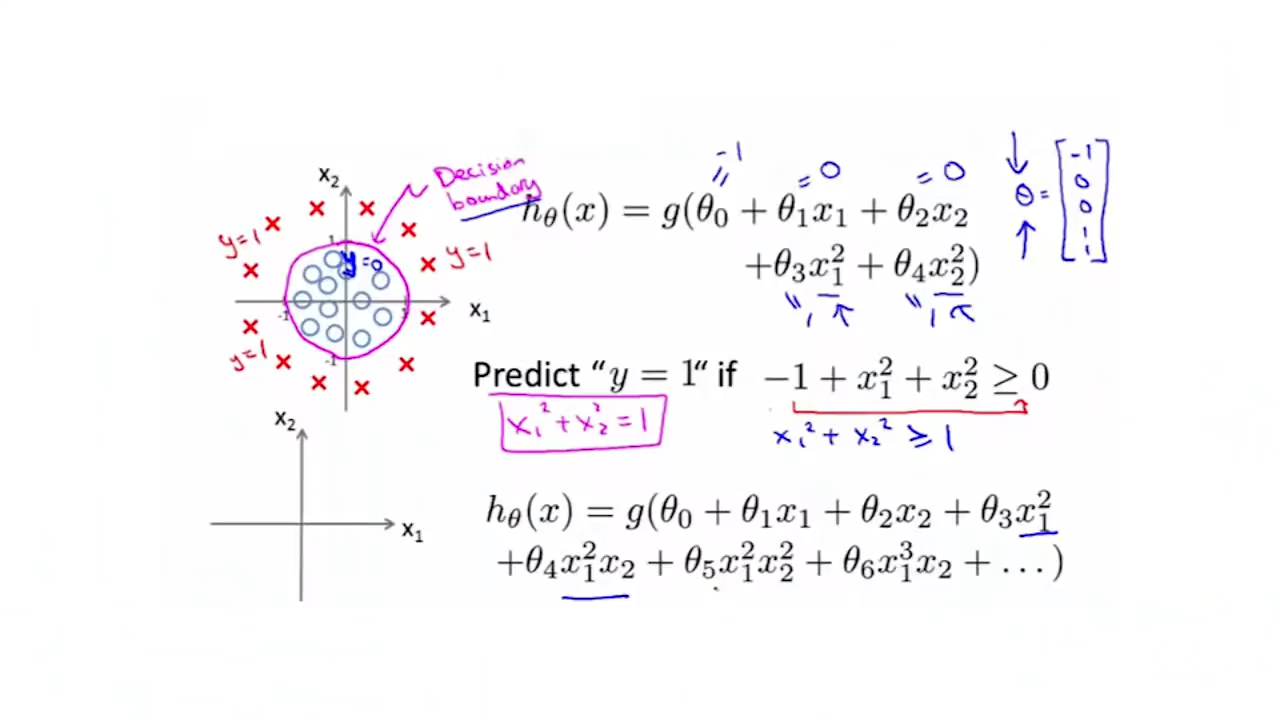 x₂
Decision
boundary
y=1
y=1
y=0
y=1
1
-1
1
-1
x₁
-1
= 0
= 0
hθ(x) = g(θ₀ + θ₁x₁ + θ₂x₂
+θ₃x₁² + θ₄x₂²)
" 1
" 1
θ = [-1 0 0 1 1]
Predict “y = 1“ if −1 + x₁² + x₂² ≥ 0
x₁² + x₂² = 1
x₁² + x₂² ≥ 1
x₂
x₁
hθ(x) = g(θ₀ + θ₁x₁ + θ₂x₂ + θ₃x₁²
+θ₄x₁²x₂ + θ₅x₁²x₂² + θ₆x₁³x₂ + …)